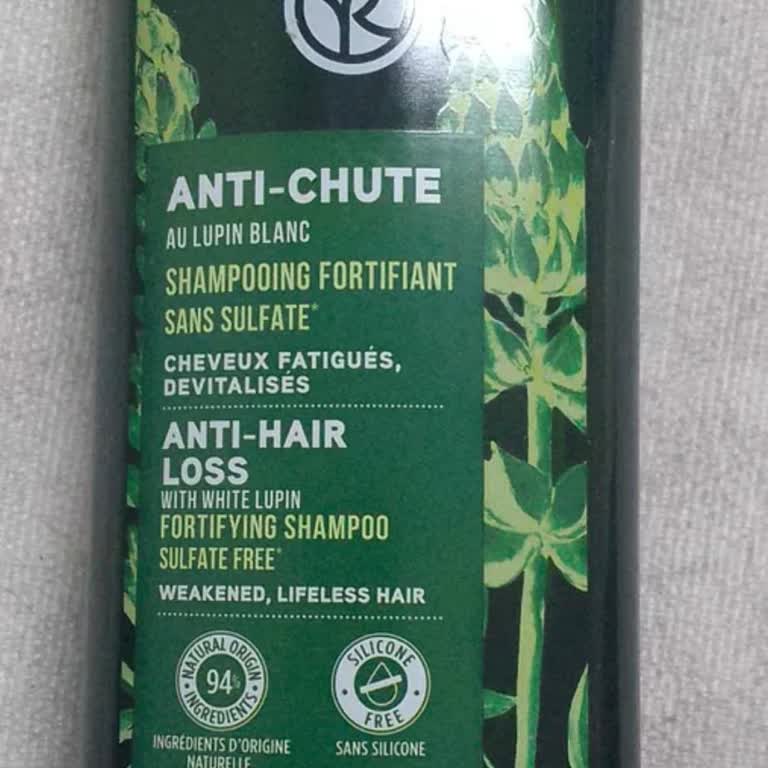 ANTI-CHUTE
AU LUPIN BLANC
SHAMPOOING FORTIFIANT
SANS SULFATE*
CHEVEUX FATIGUÉS,
DEVITALISÉS
ANTI-HAIR
LOSS
WITH WHITE LUPIN
FORTIFYING SHAMPOO
SULFATE FREE*
WEAKENED, LIFELESS HAIR
NATURAL ORIGIN
94%
INGREDIENTS
SILICONE
FREE
INGRÉDIENTS D'ORIGINE
NATURELLE
SANS SILICONE